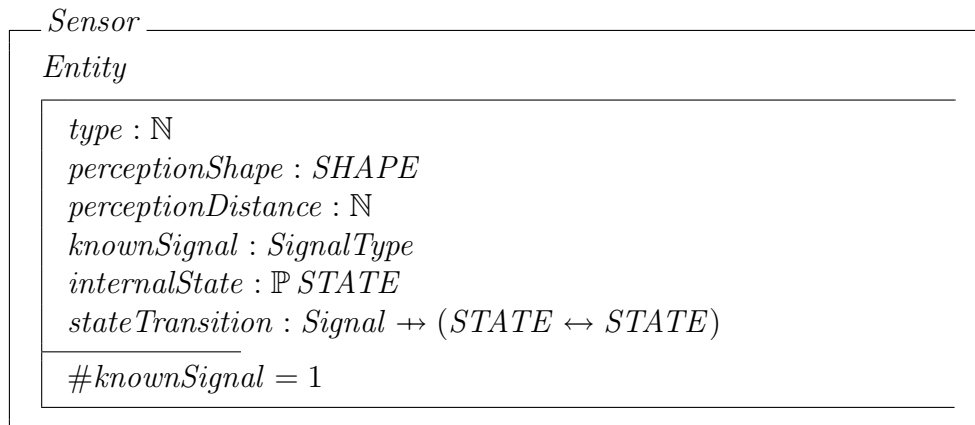 Sensor
Entity
type : ℕ
perceptionShape : SHAPE
perceptionDistance : ℕ
knownSignal : SignalType
internalState : ℙ STATE
stateTransition : Signal ⇸ (STATE ↔ STATE)
#knownSignal = 1